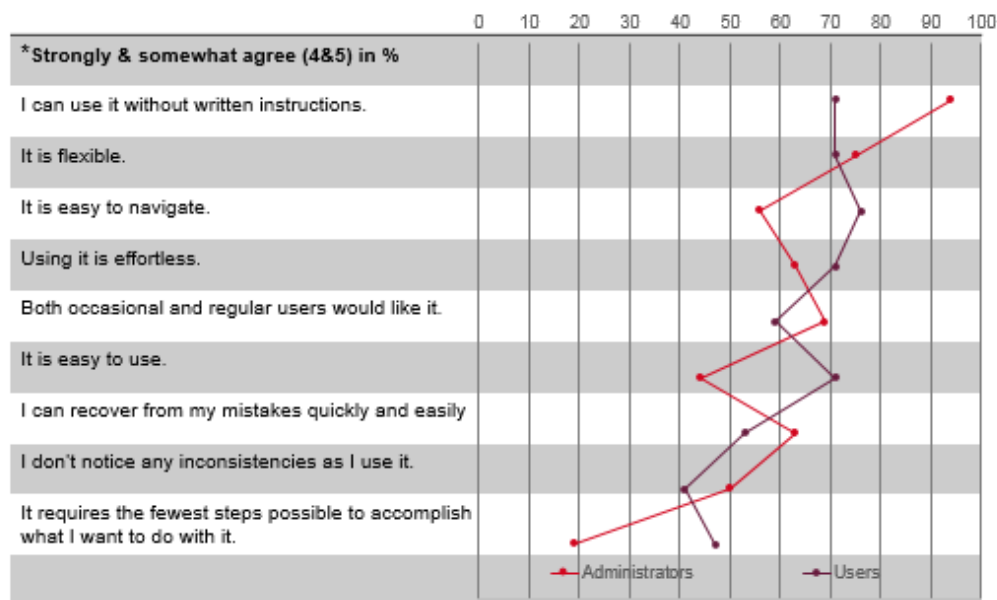 0 10 20 30 40 50 60 70 80 90 100
*Strongly & somewhat agree (4&5) in %
I can use it without written instructions.
It is flexible.
It is easy to navigate.
Using it is effortless.
Both occasional and regular users would like it.
It is easy to use.
I can recover from my mistakes quickly and easily
I don't notice any inconsistencies as I use it.
It requires the fewest steps possible to accomplish
what I want to do with it.
Administrators Users